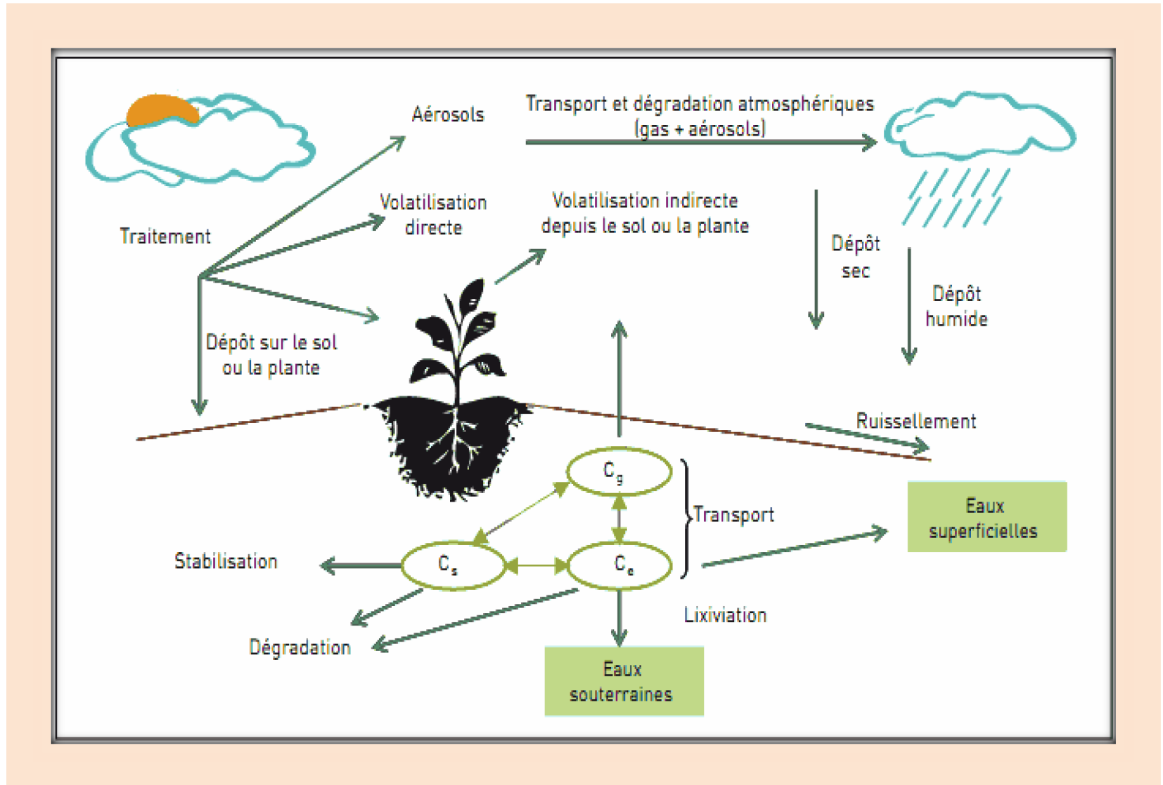 Aérosols
Transport et dégradation atmosphériques
(gas + aérosols)
Traitement
Volatilisation
directe
Volatilisation indirecte
depuis le sol ou la plante
Dépôt
sec
Dépôt
humide
Dépôt sur le sol
ou la plante
Ruissellement
Cg
Transport
Eaux
superficielles
Stabilisation
Cs
Ce
Lixiviation
Dégradation
Eaux
souterraines